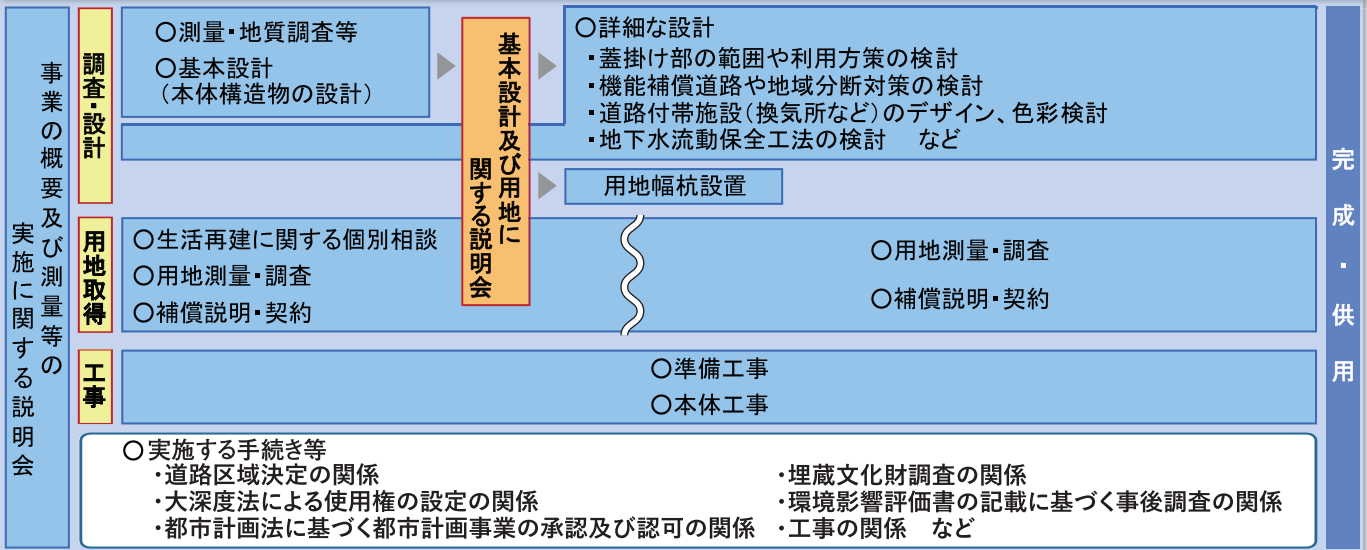 事業の概要及び測量等の
実施に関する説明会
調査・設計
○測量・地質調査等
○基本設計
（本体構造物の設計）
基本設計及び用地に
関する説明会
○詳細な設計
・蓋掛け部の範囲や利用方策の検討
・機能補償道路や地域分断対策の検討
・道路付帯施設（換気所など）のデザイン、色彩検討
・地下水流動保全工法の検討　など
用地幅杭設置
用地取得
○生活再建に関する個別相談
○用地測量・調査
○補償説明・契約
○用地測量・調査
○補償説明・契約
工事
○準備工事
○本体工事
○実施する手続き等
・道路区域決定の関係
・大深度法による使用権の設定の関係
・都市計画法に基づく都市計画事業の承認及び認可の関係
・埋蔵文化財調査の関係
・環境影響評価書の記載に基づく事後調査の関係
・工事の関係　など
完成・供用